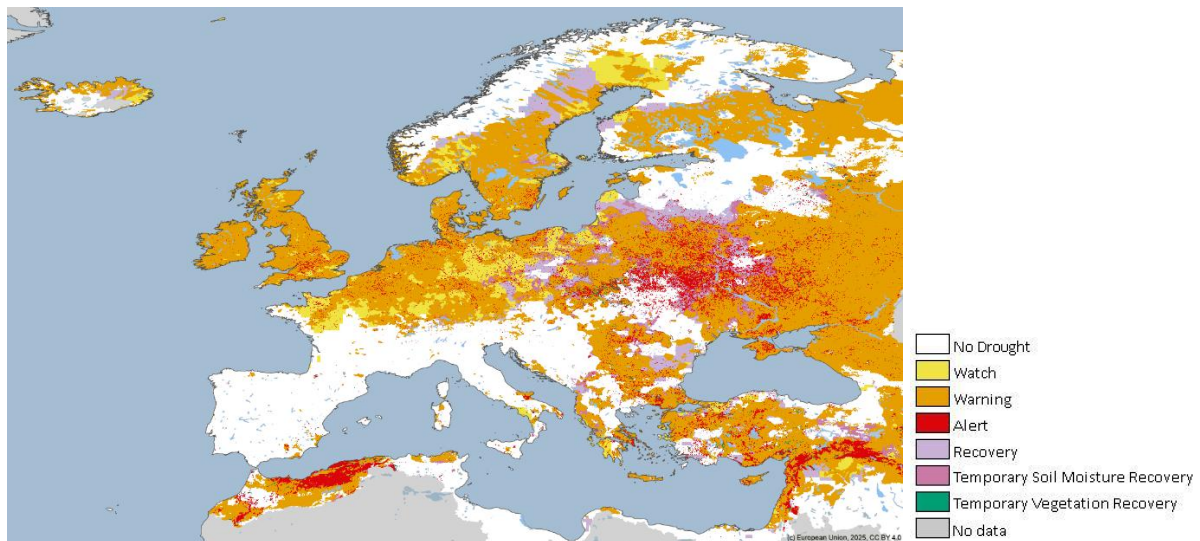 No Drought
Watch
Warning
Alert
Recovery
Temporary Soil Moisture Recovery
Temporary Vegetation Recovery
No data
(c) European Union, 2025, CC BY 4.0